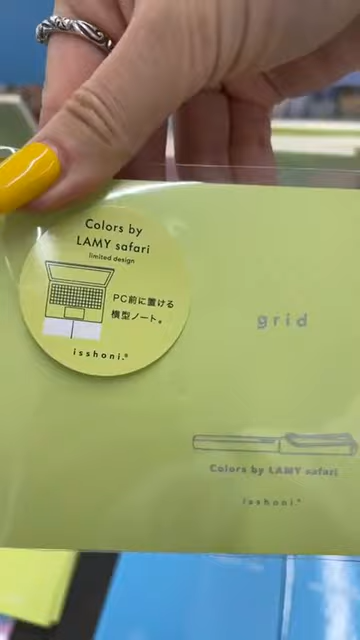 Colors by
LAMY safari
limited design
PC前に置ける
横型ノート。
isshoni.®
grid
Colors by LAMY safari
isshoni.®